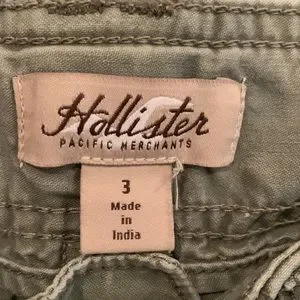 Hollister
PACIFIC MERCHANTS
3
Made
in
India